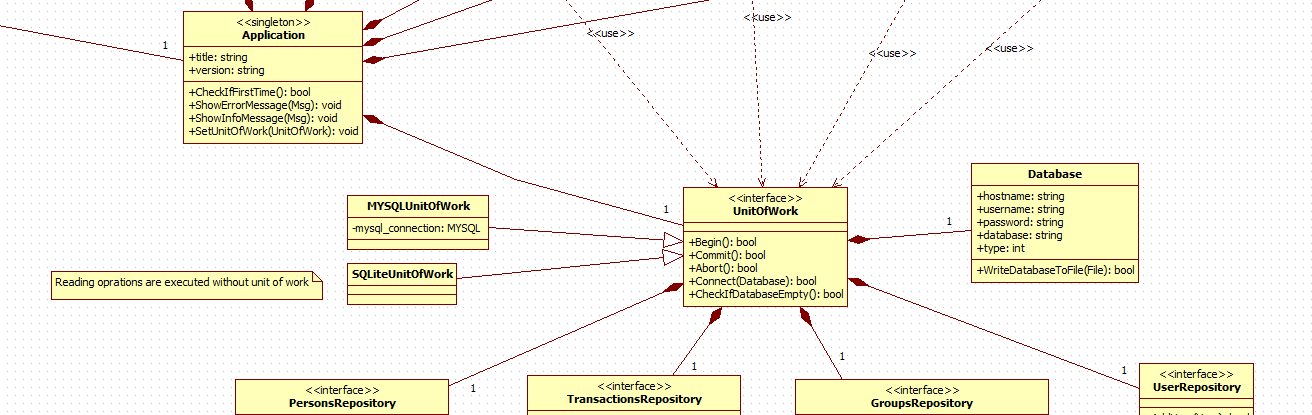 <<singleton>>
Application
+title: string
+version: string
+CheckIfFirstTime(): bool
+ShowErrorMessage(Msg): void
+ShowInfoMessage(Msg): void
+SetUnitOfWork(UnitOfWork): void
1
<<use>>
<<use>>
<<use>>
<<use>>
MYSQLUnitOfWork
-mysql_connection: MYSQL
SQLiteUnitOfWork
Reading oprations are executed without unit of work
1
<<interface>>
UnitOfWork
+Begin(): bool
+Commit(): bool
+Abort(): bool
+Connect(Database): bool
+CheckIfDatabaseEmpty(): bool
1
Database
+hostname: string
+username: string
+password: string
+database: string
+type: int
+WriteDatabaseToFile(File): bool
1
<<interface>>
PersonsRepository
1
<<interface>>
TransactionsRepository
1
<<interface>>
GroupsRepository
1
<<interface>>
UserRepository